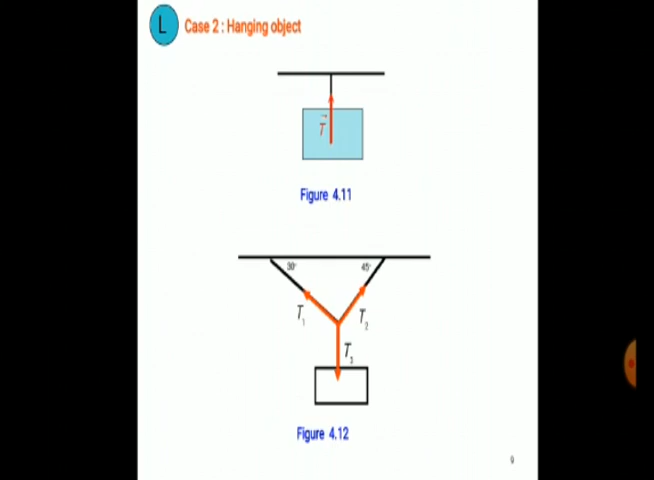 L
Case 2 : Hanging object
T
Figure 4.11
30°
45°
T1
T2
T3
Figure 4.12
9